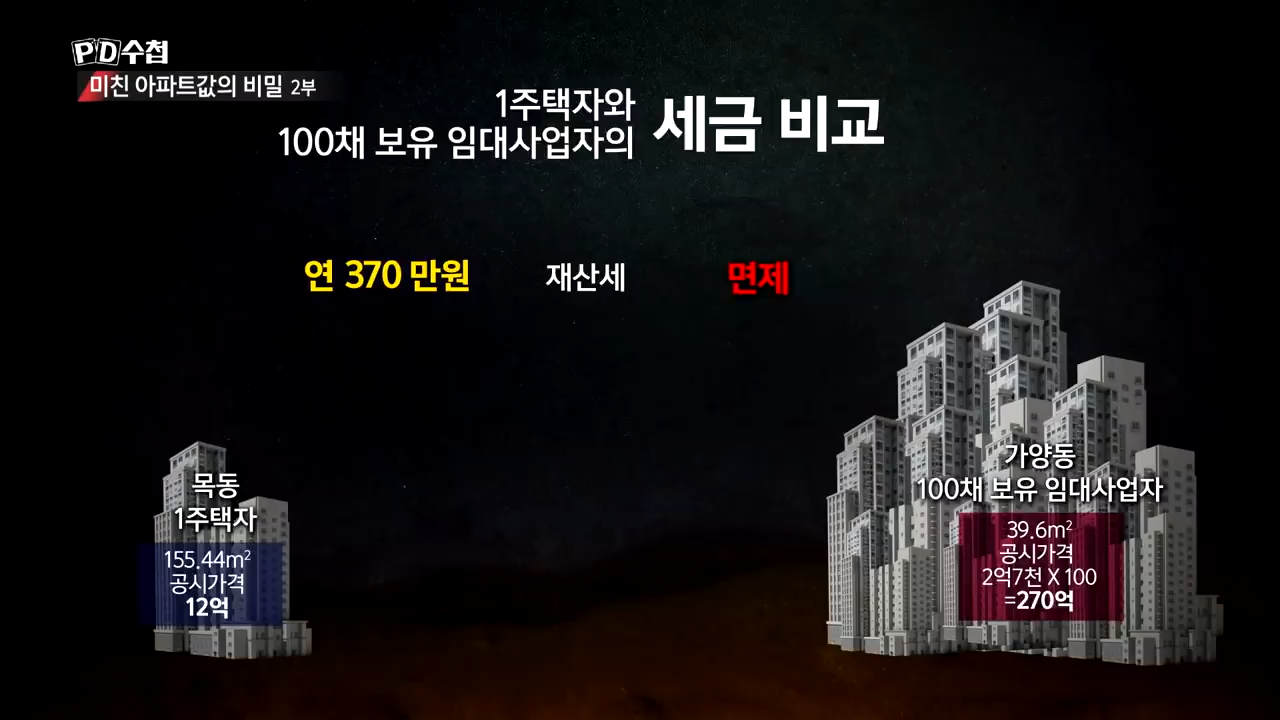 PD수첩
미친 아파트값의 비밀 2부
1주택자와
100채 보유 임대사업자의
세금 비교
연 370 만원 재산세 면제
목동
1주택자
155.44m²
공시가격
12억
가양동
100채 보유 임대사업자
39.6m²
공시가격
2억7천 X 100
=270억